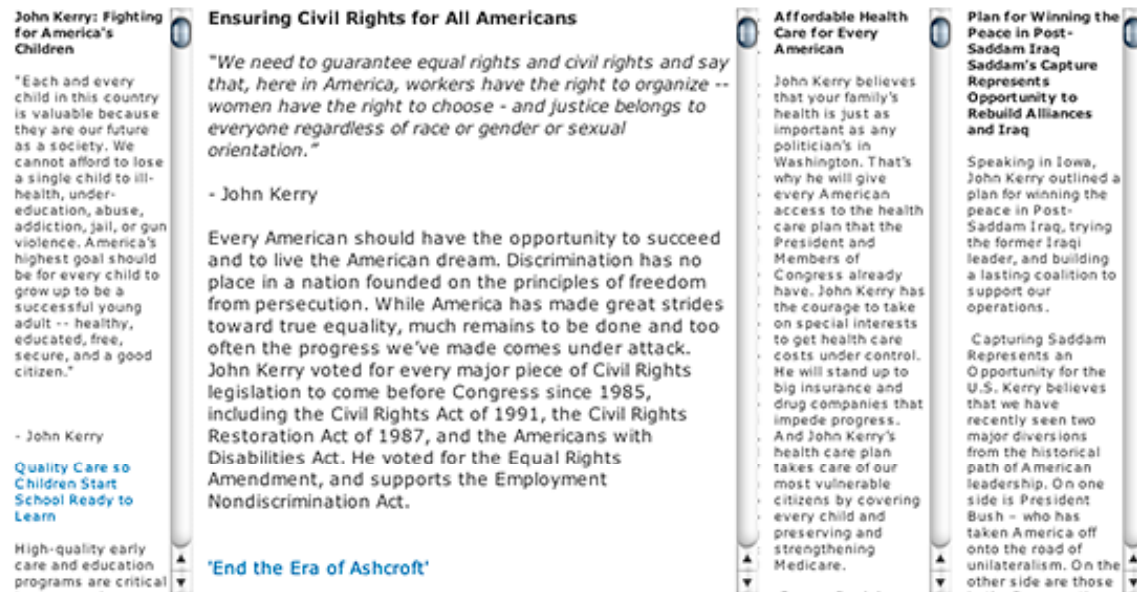 John Kerry: Fighting
for America's
Children
"Each and every
child in this country
is valuable because
they are our future
as a society. We
cannot afford to lose
a single child to ill-
health, under-
education, abuse,
addiction, jail, or gun
violence. America's
highest goal should
be for every child to
grow up to be a
successful young
adult -- healthy,
educated, free,
secure, and a good
citizen."
- John Kerry
Quality Care so
Children Start
School Ready to
Learn
High-quality early
care and education
programs are critical
Ensuring Civil Rights for All Americans
"We need to guarantee equal rights and civil rights and say
that, here in America, workers have the right to organize --
women have the right to choose - and justice belongs to
everyone regardless of race or gender or sexual
orientation."
- John Kerry
Every American should have the opportunity to succeed
and to live the American dream. Discrimination has no
place in a nation founded on the principles of freedom
from persecution. While America has made great strides
toward true equality, much remains to be done and too
often the progress we've made comes under attack.
John Kerry voted for every major piece of Civil Rights
legislation to come before Congress since 1985,
including the Civil Rights Act of 1991, the Civil Rights
Restoration Act of 1987, and the Americans with
Disabilities Act. He voted for the Equal Rights
Amendment, and supports the Employment
Nondiscrimination Act.
'End the Era of Ashcroft'
Affordable Health
Care for Every
American
John Kerry believes
that your family's
health is just as
important as any
politician's in
Washington. That's
why he will give
every American
access to the health
care plan that the
President and
Members of
Congress already
have. John Kerry has
the courage to take
on special interests
to get health care
costs under control.
He will stand up to
big insurance and
drug companies that
impede progress.
And John Kerry's
health care plan
takes care of our
most vulnerable
citizens by covering
every child and
preserving and
strengthening
Medicare.
Plan for Winning the
Peace in Post-
Saddam Iraq
Saddam's Capture
Represents
Opportunity to
Rebuild Alliances
and Iraq
Speaking in Iowa,
John Kerry outlined a
plan for winning the
peace in Post-
Saddam Iraq, trying
the former Iraqi
leader, and building
a lasting coalition to
support our
operations.
Capturing Saddam
Represents an
Opportunity for the
U.S. Kerry believes
that we have
recently seen two
major diversions
from the historical
path of American
leadership. On one
side is President
Bush – who has
taken America off
onto the road of
unilateralism. On the
other side are those